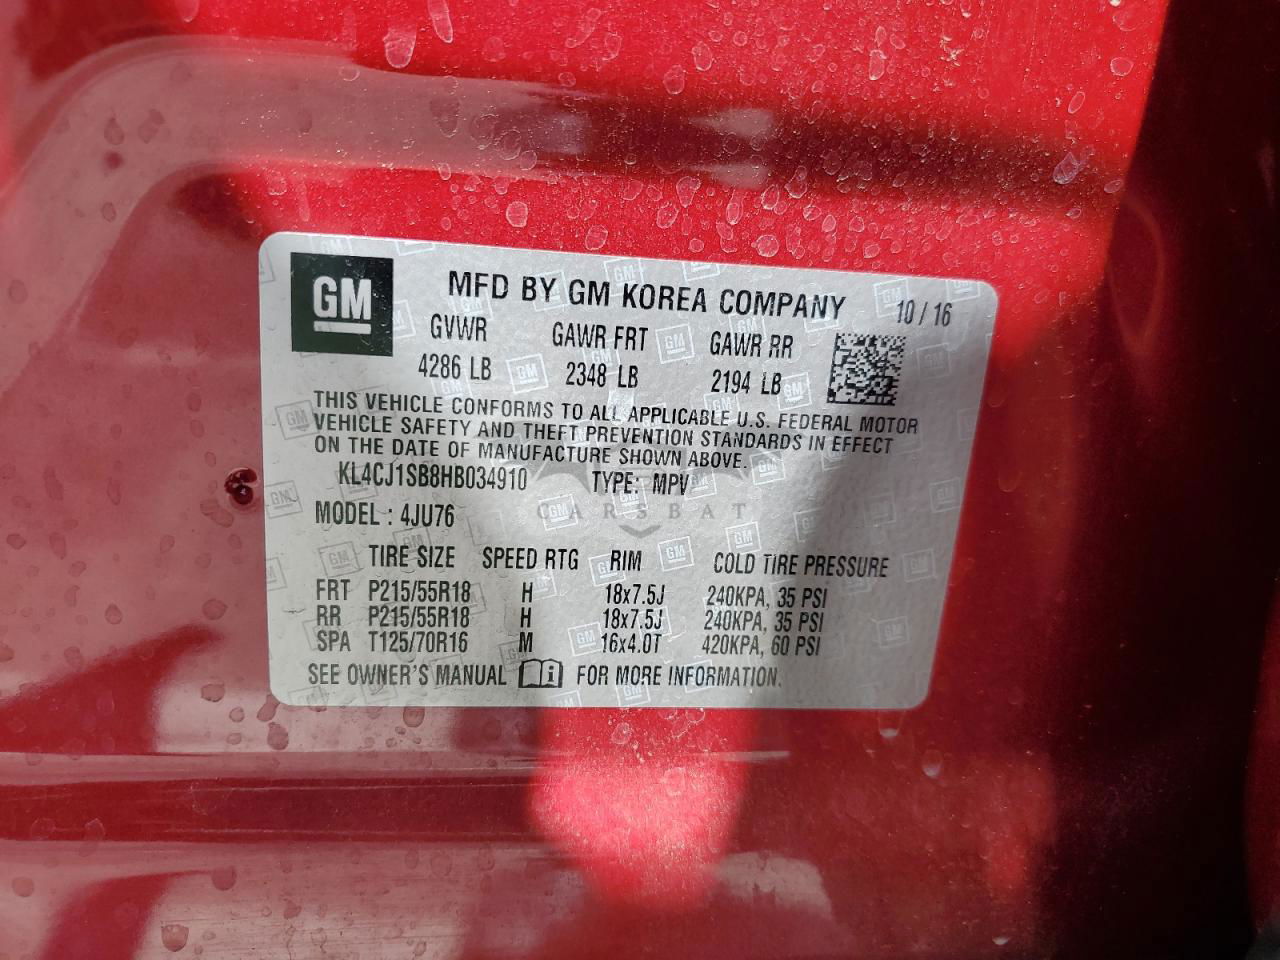 GM
MFD BY GM KOREA COMPANY 10 / 16
GVWR GAWR FRT GAWR RR
4286 LB 2348 LB 2194 LB
THIS VEHICLE CONFORMS TO ALL APPLICABLE U.S. FEDERAL MOTOR
VEHICLE SAFETY AND THEFT PREVENTION STANDARDS IN EFFECT
ON THE DATE OF MANUFACTURE SHOWN ABOVE.
KL4CJ1SB8HB034910 TYPE: MPV
CARSBAT
MODEL : 4JU76
TIRE SIZE SPEED RTG RIM COLD TIRE PRESSURE
FRT P215/55R18 H 18x7.5J 240KPA, 35 PSI
RR P215/55R18 H 18x7.5J 240KPA, 35 PSI
SPA T125/70R16 M 16x4.0T 420KPA, 60 PSI
SEE OWNER'S MANUAL i FOR MORE INFORMATION.